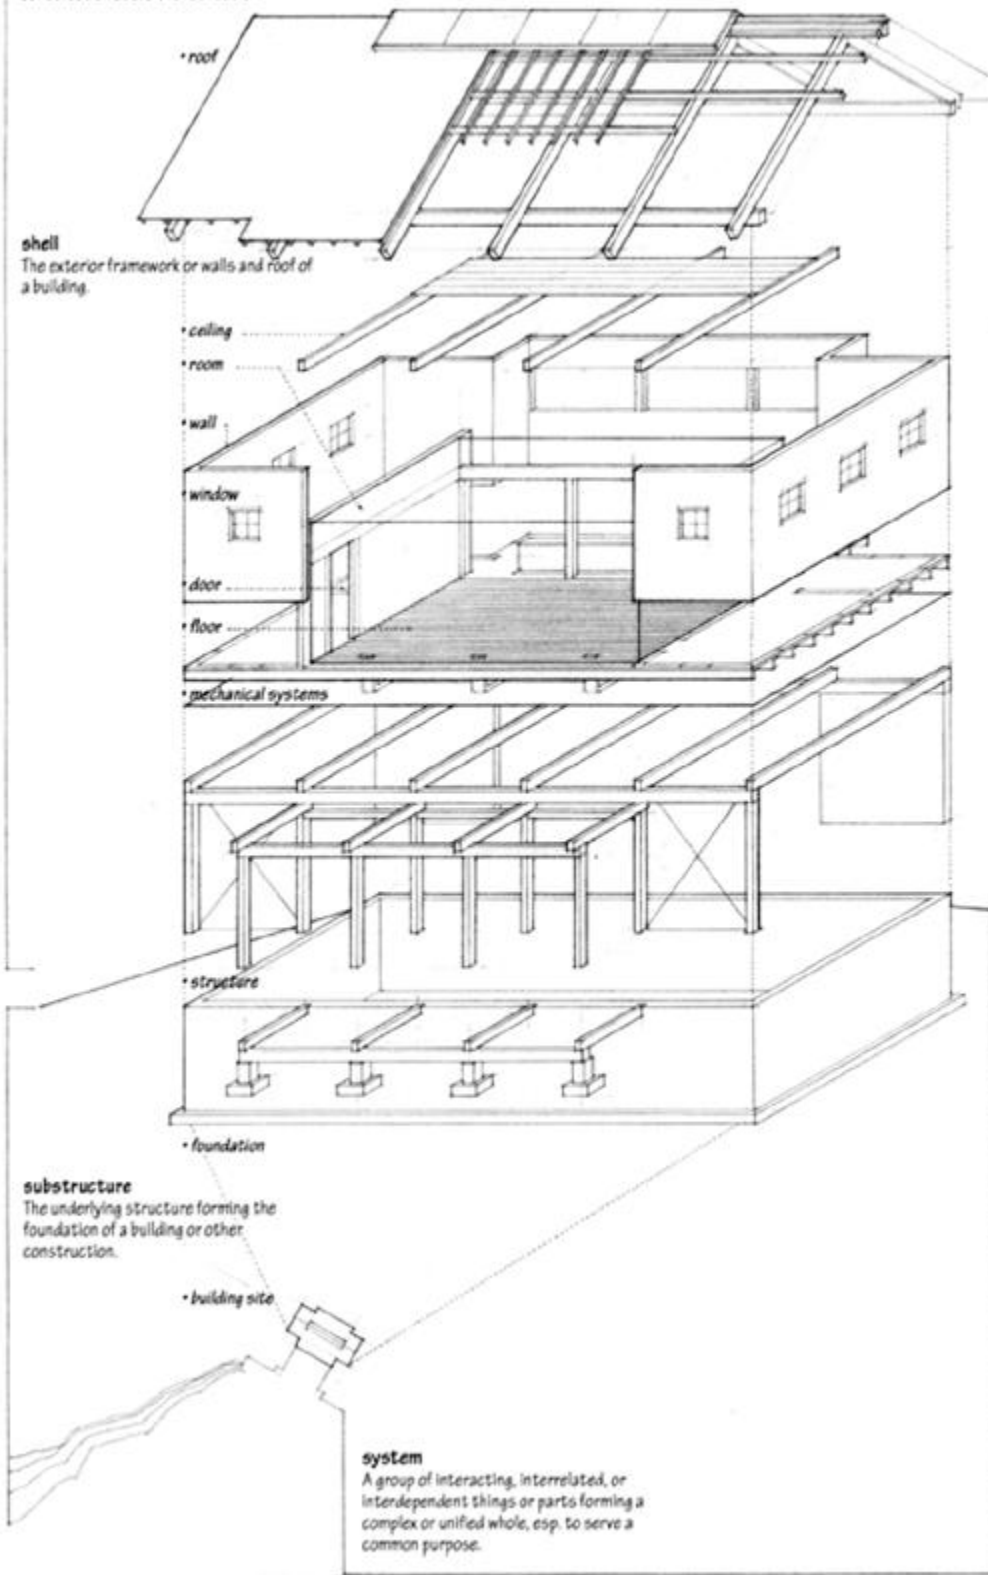 • roof
shell
The exterior framework or walls and roof of
a building.
• ceiling
• room
• wall
• window
• door
• floor
• mechanical systems
• structure
• foundation
substructure
The underlying structure forming the
foundation of a building or other
construction.
• building site
system
A group of interacting, interrelated, or
interdependent things or parts forming a
complex or unified whole, esp. to serve a
common purpose.